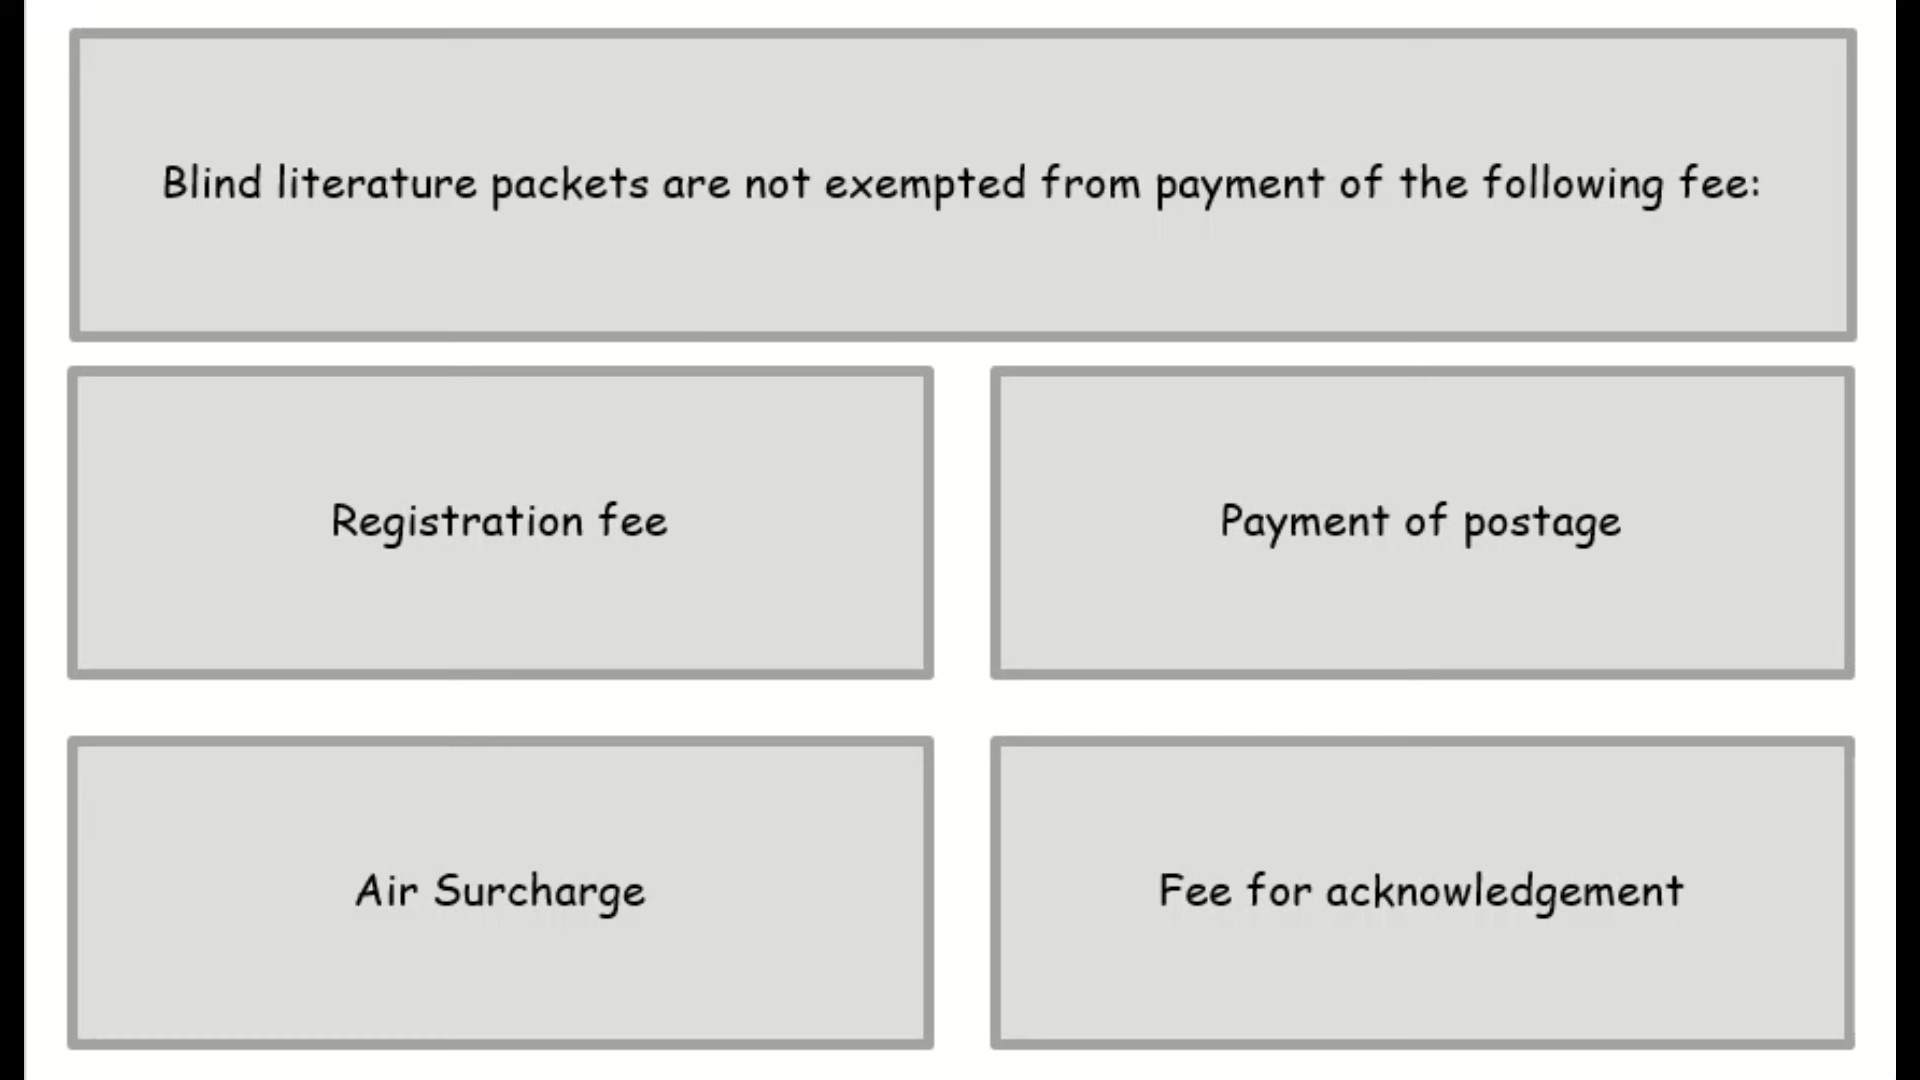 Blind literature packets are not exempted from payment of the following fee:
Registration fee
Payment of postage
Air Surcharge
Fee for acknowledgement